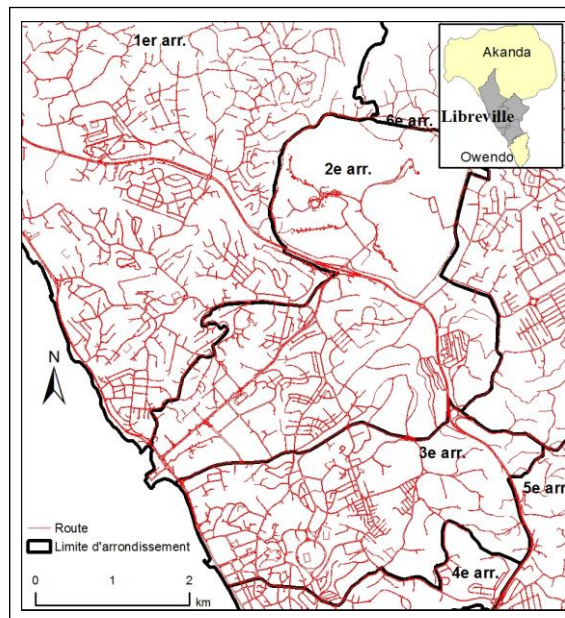 1er arr.
Akanda
Libreville
Owendo
6e arr.
2e arr.
N
3e arr.
5e arr.
4e arr.
Route
Limite d'arrondissement
0 1 2
km